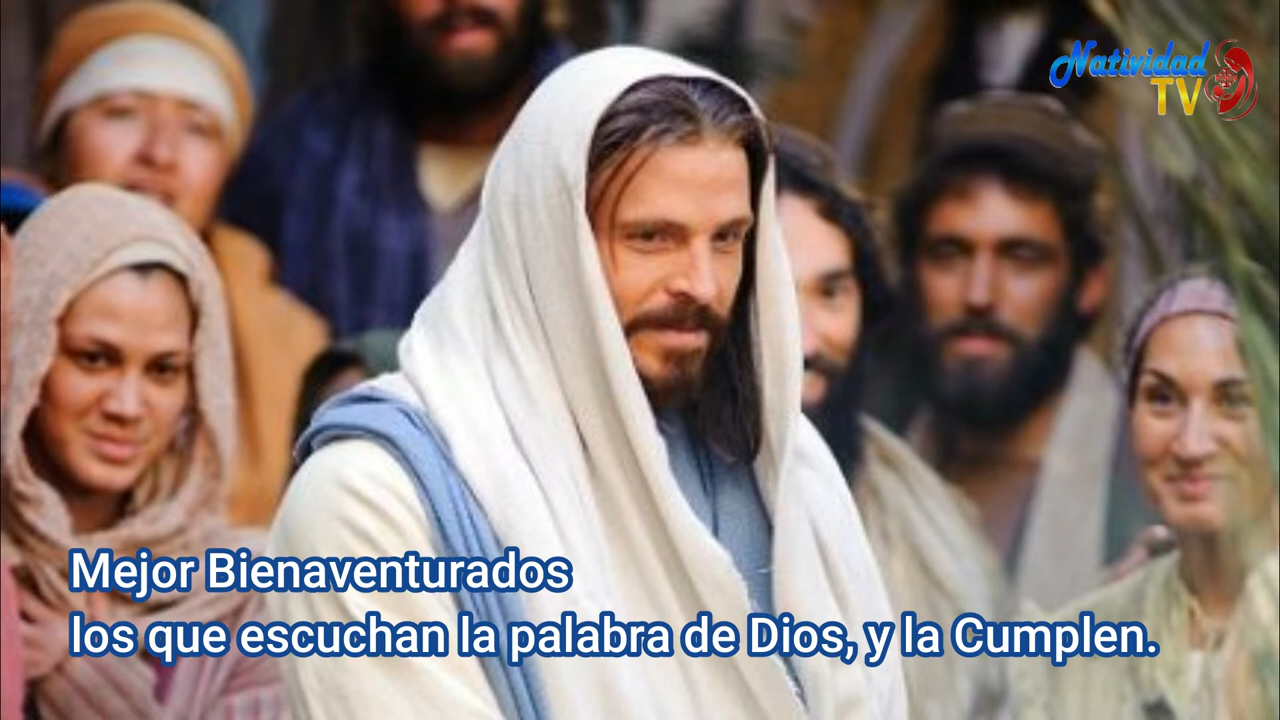 Natividad
TV
Mejor Bienaventurados
los que escuchan la palabra de Dios, y la Cumplen.